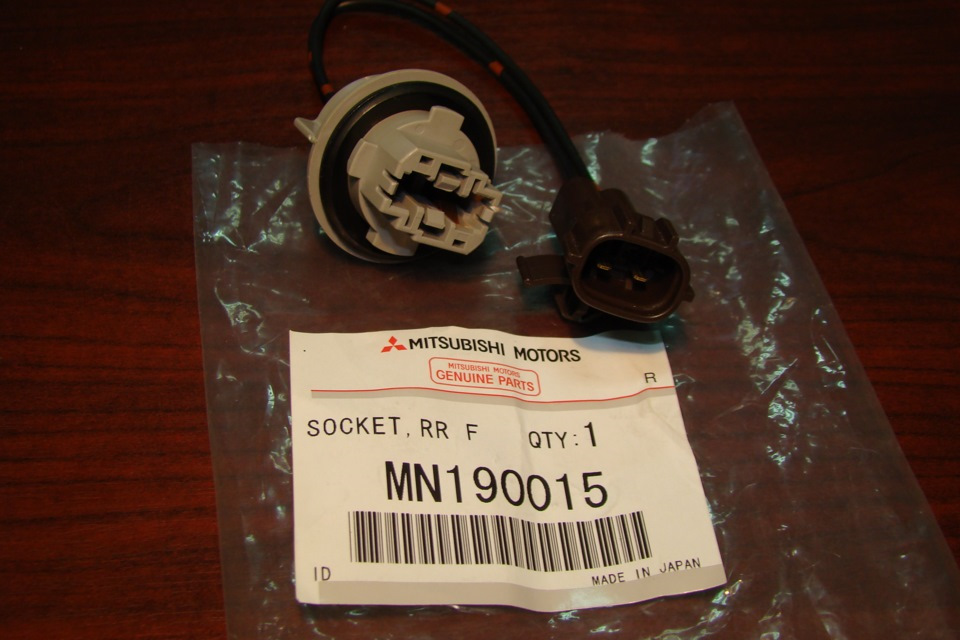 MITSUBISHI MOTORS
MITSUBISHI MOTORS
GENUINE PARTS
R
SOCKET, RR F QTY:1
MN190015
ID MADE IN JAPAN